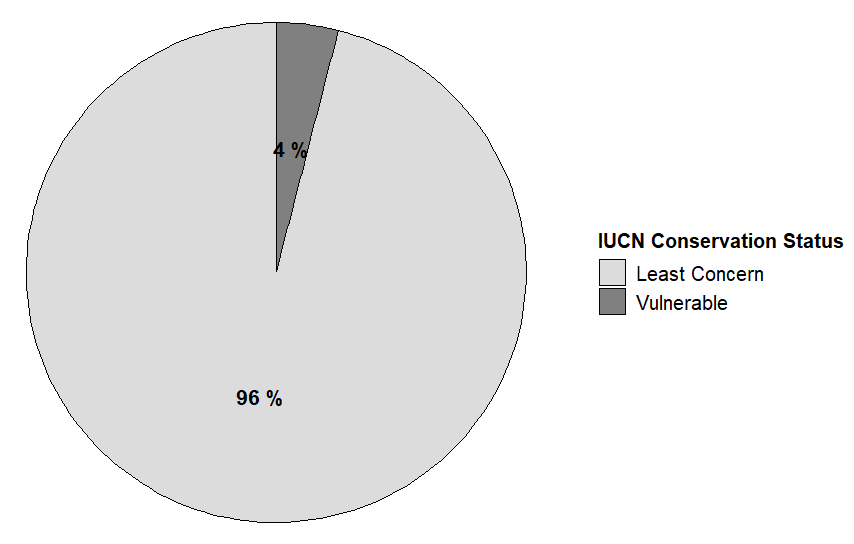 4 %
96 %
IUCN Conservation Status
Least Concern
Vulnerable